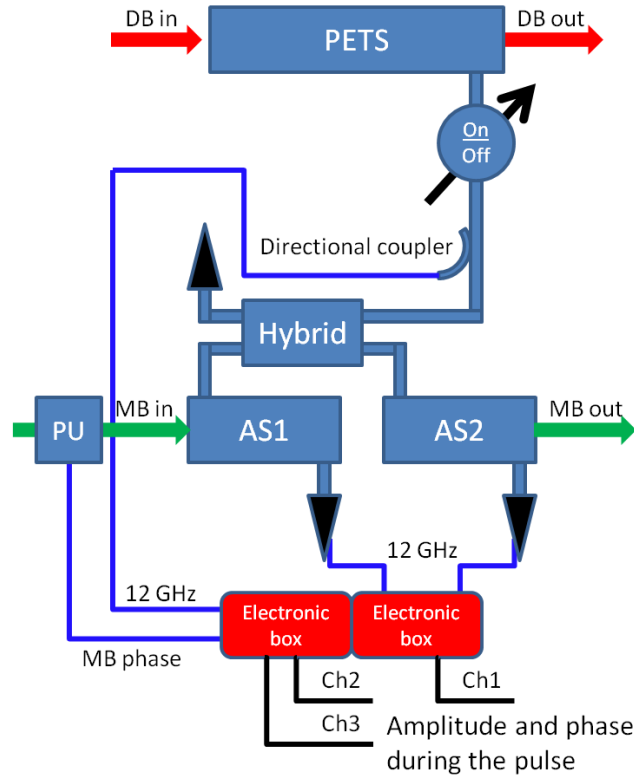 DB in
DB out
PETS
On
Off
Directional coupler
Hybrid
MB in
MB out
PU
AS1
AS2
12 GHz
12 GHz
Electronic
box
Electronic
box
MB phase
Ch2
Ch1
Ch3
Amplitude and phase
during the pulse